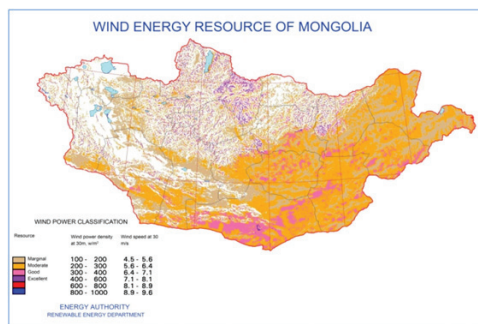 WIND ENERGY RESOURCE OF MONGOLIA
WIND POWER CLASSIFICATION
Resource Wind power density at 30m, w/m² Wind speed at 30 m/s
Marginal 100 - 200 4.5 - 5.6
Moderate 200 - 300 5.6 - 6.4
Good 300 - 400 6.4 - 7.1
Excellent 400 - 600 7.1 - 8.1
600 - 800 8.1 - 8.9
800 - 1000 8.9 - 9.6
ENERGY AUTHORITY
RENEWABLE ENERGY DEPARTMENT